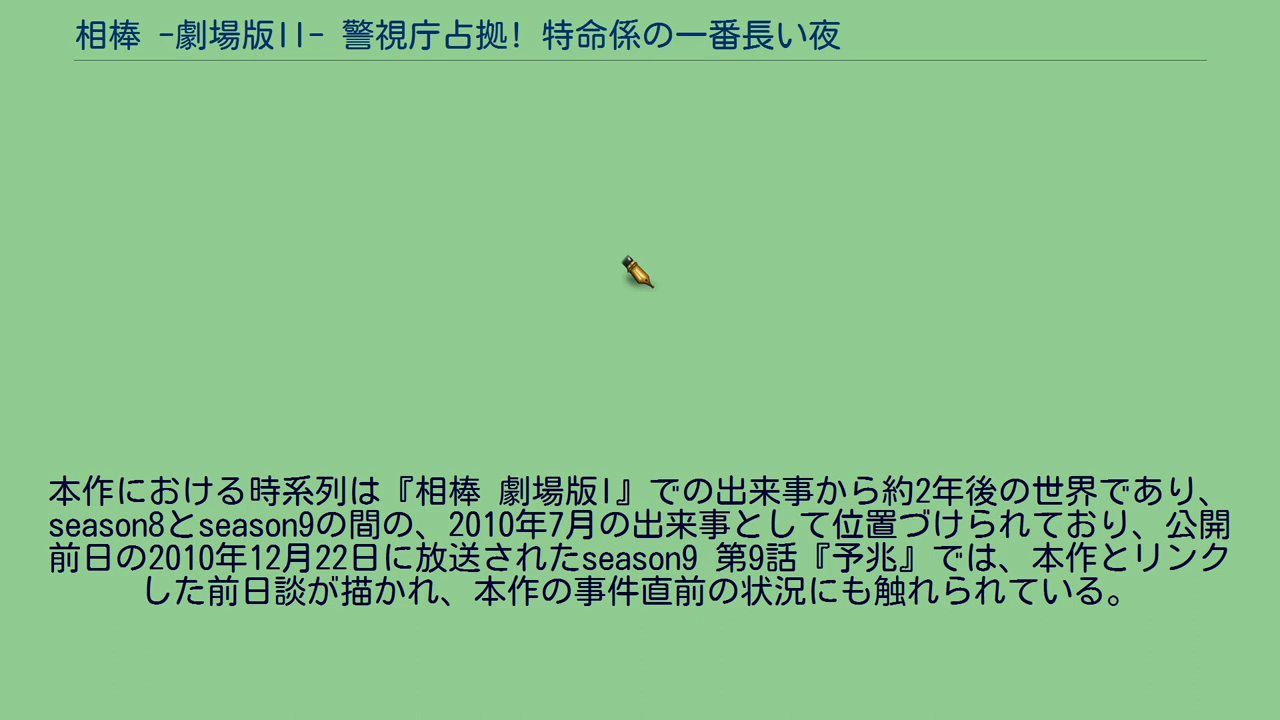 相棒 -劇場版II- 警視庁占拠! 特命係の一番長い夜
本作における時系列は『相棒 劇場版I』での出来事から約2年後の世界であり、
season8とseason9の間の、2010年7月の出来事として位置づけられており、公開
前日の2010年12月22日に放送されたseason9 第9話『予兆』では、本作とリンク
した前日談が描かれ、本作の事件直前の状況にも触れられている。